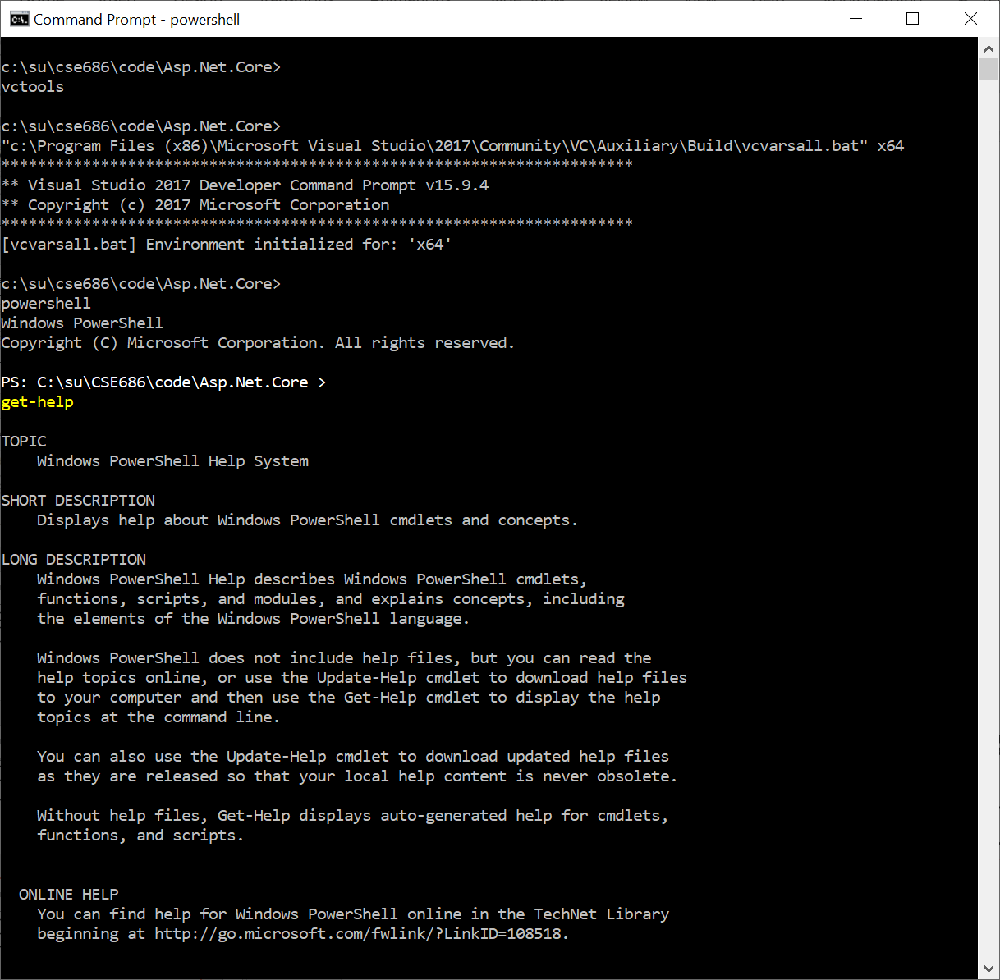 Command Prompt - powershell
c:\su\cse686\code\Asp.Net.Core>
vctools
c:\su\cse686\code\Asp.Net.Core>
"c:\Program Files (x86)\Microsoft Visual Studio\2017\Community\VC\Auxiliary\Build\vcvarsall.bat" x64
**********************************************************************
** Visual Studio 2017 Developer Command Prompt v15.9.4
** Copyright (c) 2017 Microsoft Corporation
**********************************************************************
[vcvarsall.bat] Environment initialized for: 'x64'
c:\su\cse686\code\Asp.Net.Core>
powershell
Windows PowerShell
Copyright (C) Microsoft Corporation. All rights reserved.
PS: C:\su\CSE686\code\Asp.Net.Core >
get-help
TOPIC
Windows PowerShell Help System
SHORT DESCRIPTION
Displays help about Windows PowerShell cmdlets and concepts.
LONG DESCRIPTION
Windows PowerShell Help describes Windows PowerShell cmdlets,
functions, scripts, and modules, and explains concepts, including
the elements of the Windows PowerShell language.
Windows PowerShell does not include help files, but you can read the
help topics online, or use the Update-Help cmdlet to download help files
to your computer and then use the Get-Help cmdlet to display the help
topics at the command line.
You can also use the Update-Help cmdlet to download updated help files
as they are released so that your local help content is never obsolete.
Without help files, Get-Help displays auto-generated help for cmdlets,
functions, and scripts.
ONLINE HELP
You can find help for Windows PowerShell online in the TechNet Library
beginning at http://go.microsoft.com/fwlink/?LinkID=108518.